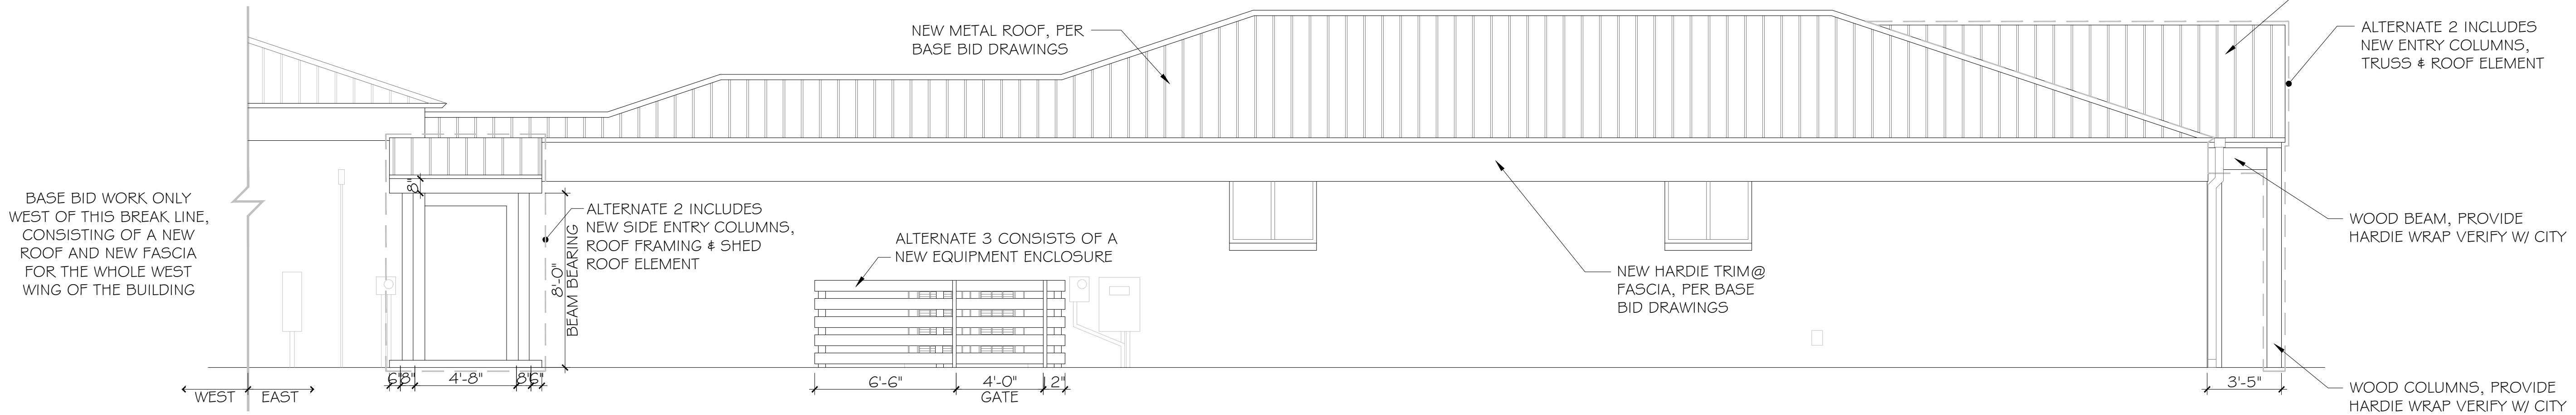 NEW METAL ROOF, PER
BASE BID DRAWINGS
ALTERNATE 2 INCLUDES
NEW ENTRY COLUMNS,
TRUSS & ROOF ELEMENT
BASE BID WORK ONLY
WEST OF THIS BREAK LINE,
CONSISTING OF A NEW
ROOF AND NEW FASCIA
FOR THE WHOLE WEST
WING OF THE BUILDING
8"
ALTERNATE 2 INCLUDES
NEW SIDE ENTRY COLUMNS,
ROOF FRAMING & SHED
ROOF ELEMENT
8'-0"
BEAM BEARING
ALTERNATE 3 CONSISTS OF A
NEW EQUIPMENT ENCLOSURE
NEW HARDIE TRIM@
FASCIA, PER BASE
BID DRAWINGS
WOOD BEAM, PROVIDE
HARDIE WRAP VERIFY W/ CITY
WOOD COLUMNS, PROVIDE
HARDIE WRAP VERIFY W/ CITY
6" 8" 4'-8" 8" 6"
6'-6" 4'-0" 12"
GATE
3'-5"
WEST EAST